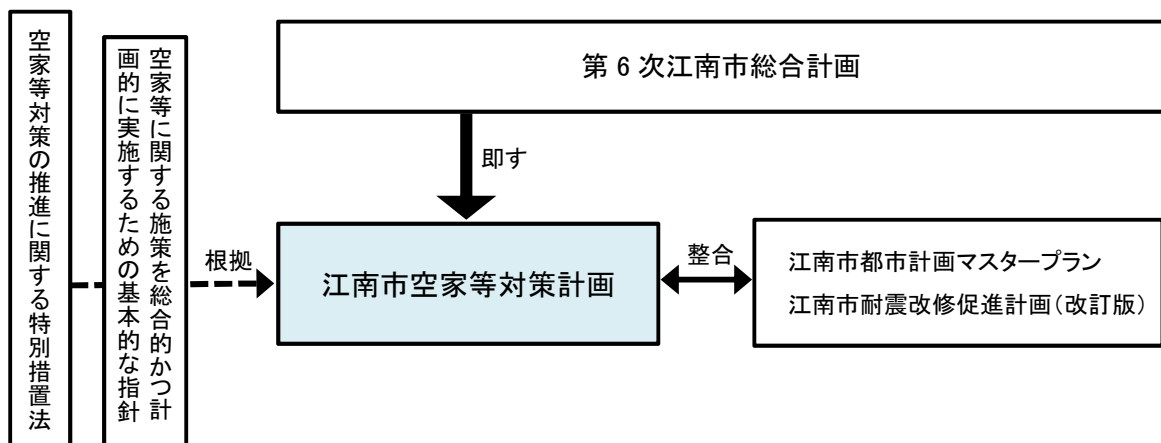 空家等対策の推進に関する特別措置法
空家等に関する施策を総合的かつ計
画的に実施するための基本的な指針
第6次江南市総合計画
即す
根拠
江南市空家等対策計画
整合
江南市都市計画マスタープラン
江南市耐震改修促進計画（改訂版）